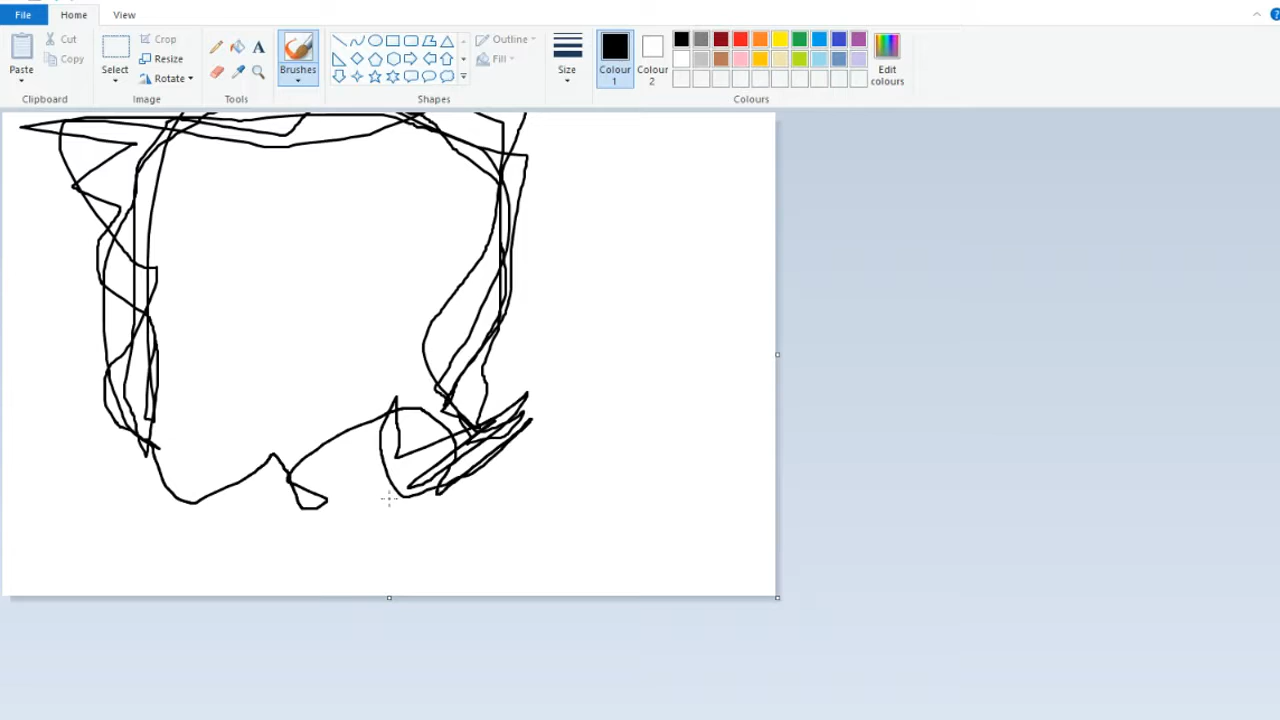 File Home View
Cut
Copy
Paste
Clipboard
Crop
Resize
Rotate
Select
Image
A
Tools
Brushes
Outline
Fill
Shapes
Size
Colour
1
Colour
2
Edit
colours
Colours
?